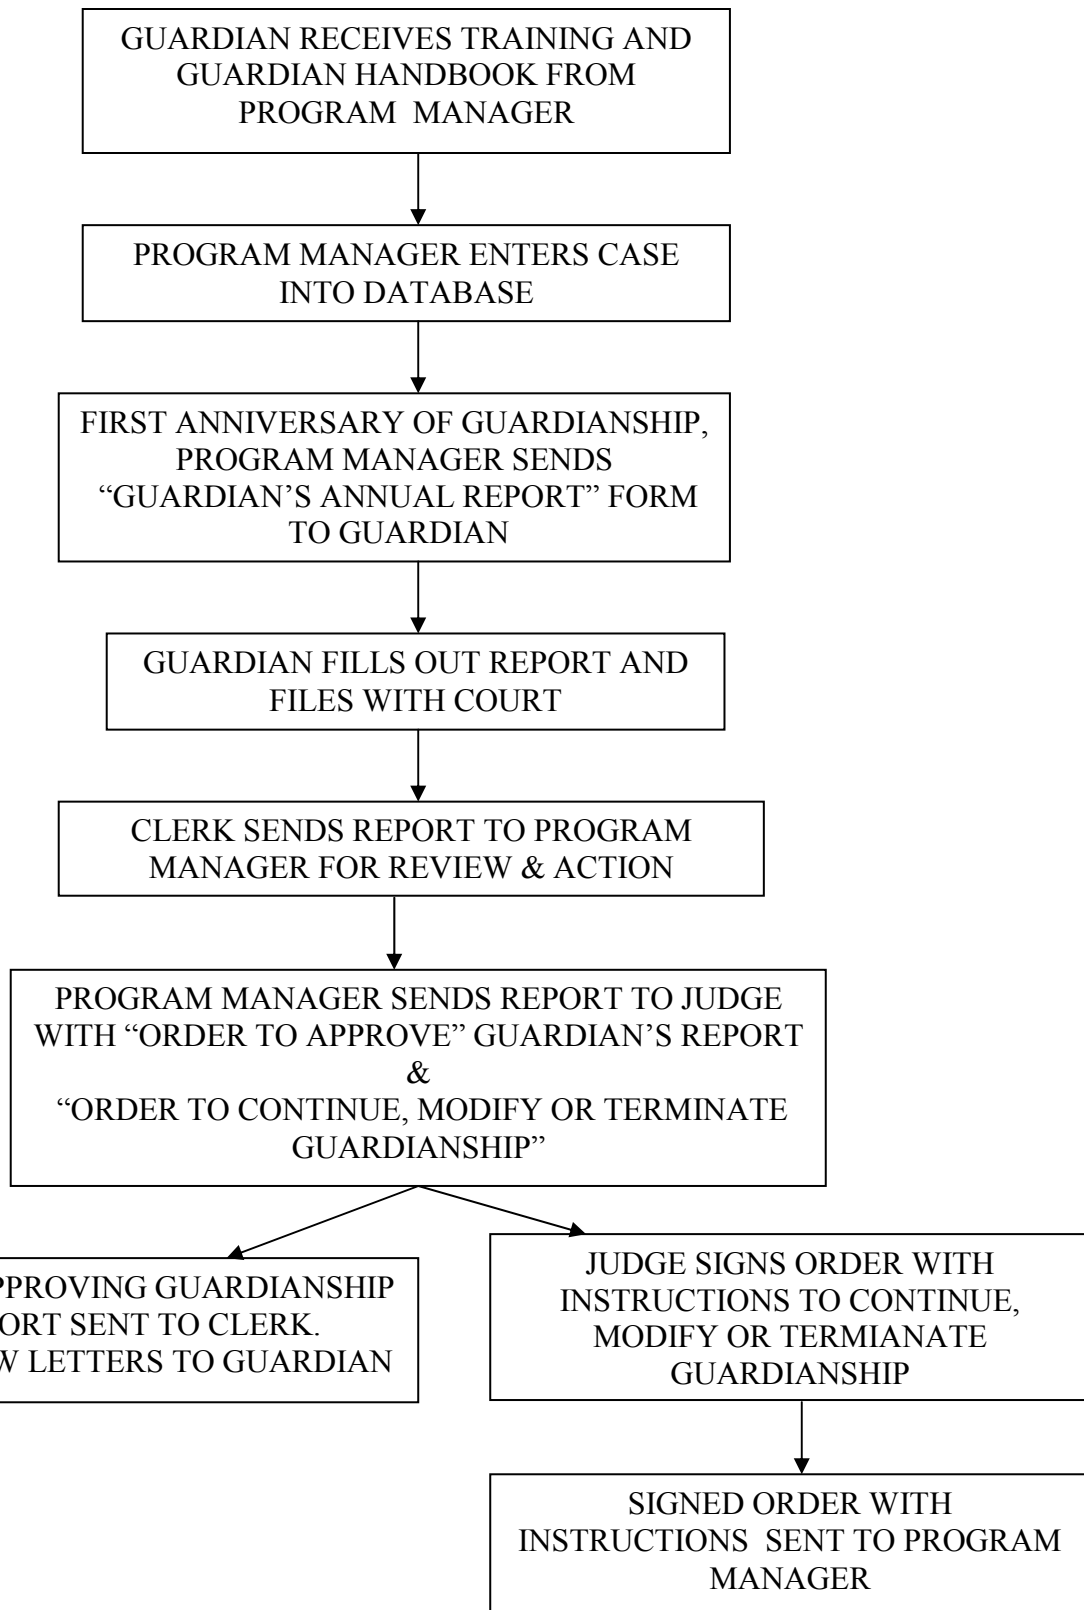 GUARDIAN RECEIVES TRAINING AND
GUARDIAN HANDBOOK FROM
PROGRAM MANAGER
PROGRAM MANAGER ENTERS CASE
INTO DATABASE
FIRST ANNIVERSARY OF GUARDIANSHIP,
PROGRAM MANAGER SENDS
“GUARDIAN’S ANNUAL REPORT” FORM
TO GUARDIAN
GUARDIAN FILLS OUT REPORT AND
FILES WITH COURT
CLERK SENDS REPORT TO PROGRAM
MANAGER FOR REVIEW & ACTION
PROGRAM MANAGER SENDS REPORT TO JUDGE
WITH “ORDER TO APPROVE” GUARDIAN’S REPORT
&
“ORDER TO CONTINUE, MODIFY OR TERMINATE
GUARDIANSHIP”
GUARDIANSHIP
SENT TO CLERK.
LETTERS TO GUARDIAN
JUDGE SIGNS ORDER WITH
INSTRUCTIONS TO CONTINUE,
MODIFY OR TERMIANATE
GUARDIANSHIP
SIGNED ORDER WITH
INSTRUCTIONS SENT TO PROGRAM
MANAGER